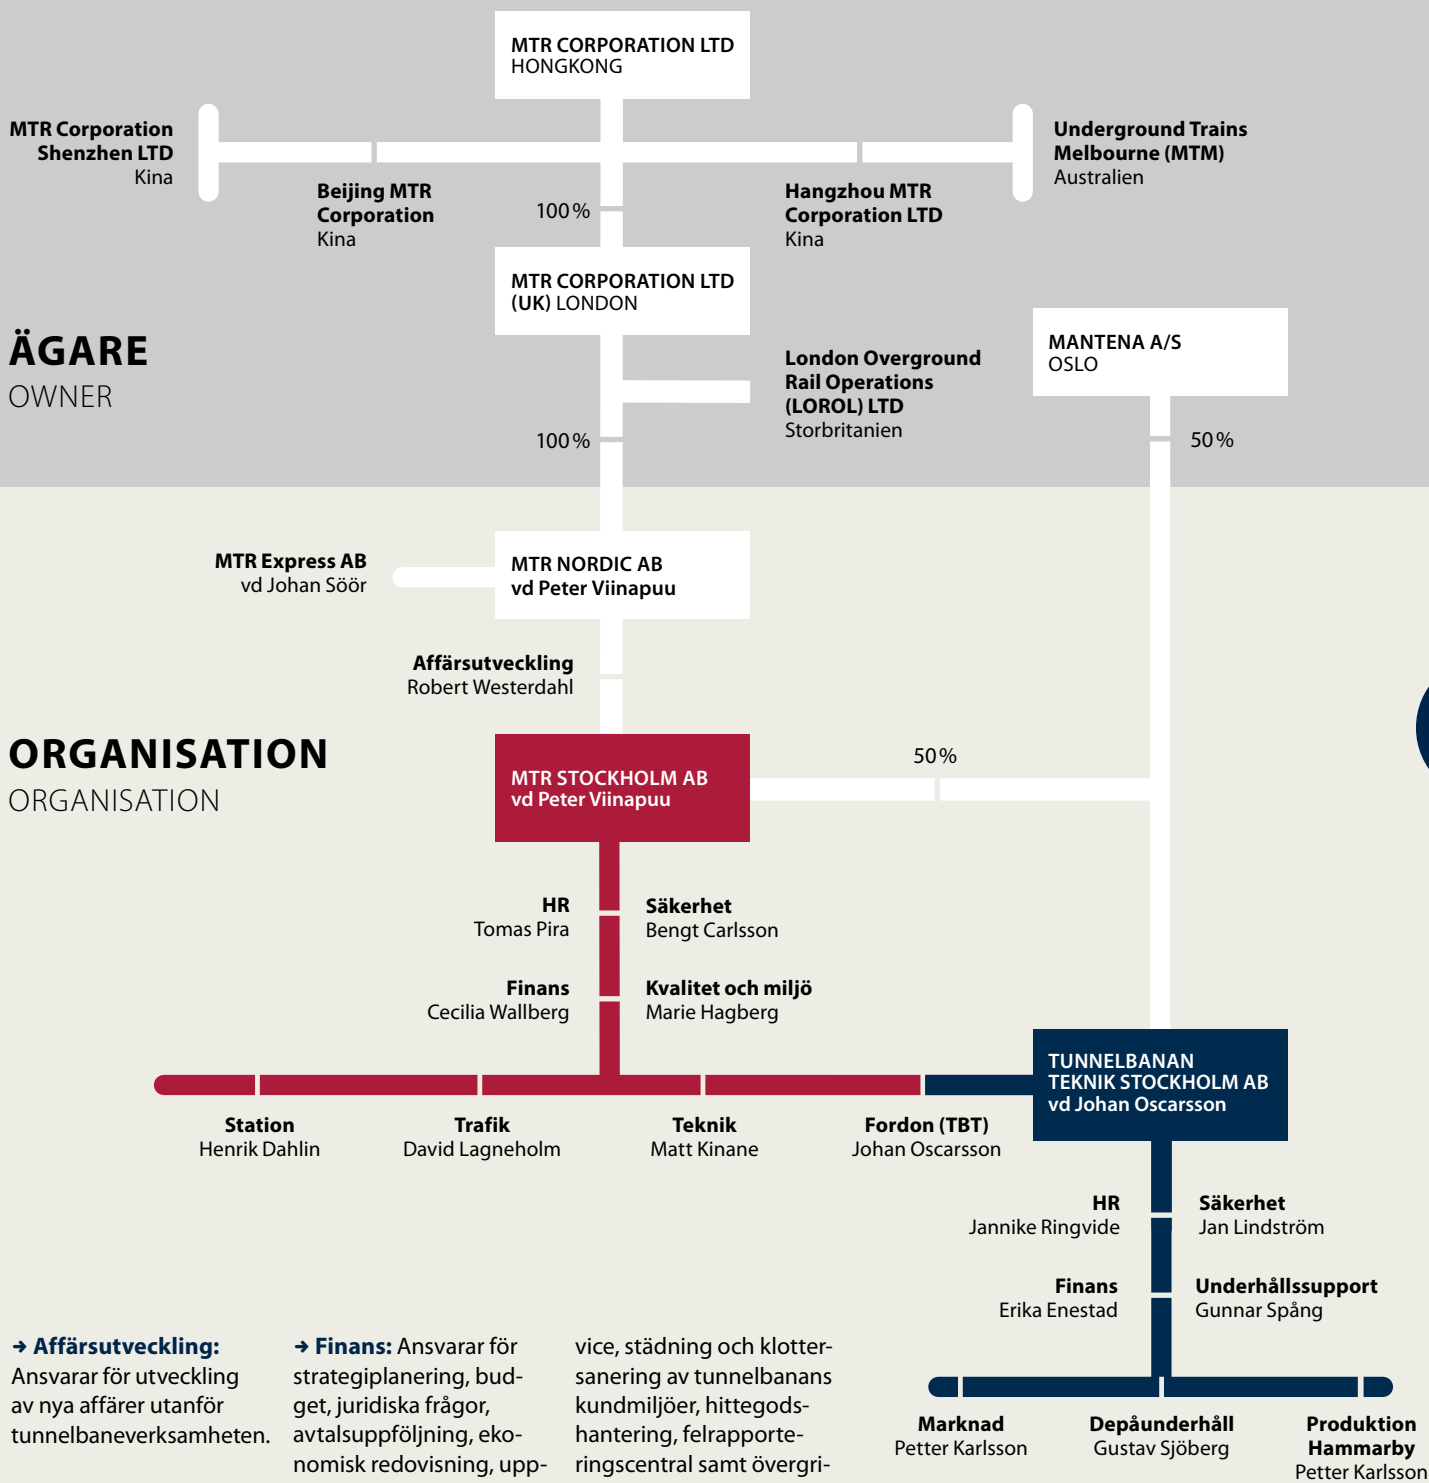 MTR CORPORATION LTD
HONGKONG
MTR Corporation
Shenzhen LTD
Kina
Beijing MTR
Corporation
Kina
100 %
Hangzhou MTR
Corporation LTD
Kina
Underground Trains
Melbourne (MTM)
Australien
MTR CORPORATION LTD
(UK) LONDON
ÄGARE
OWNER
London Overground
Rail Operations
(LOROL) LTD
Storbritanien
MANTENA A/S
OSLO
100 %
50 %
MTR Express AB
vd Johan Söör
MTR NORDIC AB
vd Peter Viinapuu
Affärsutveckling
Robert Westerdahl
ORGANISATION
ORGANISATION
MTR STOCKHOLM AB
vd Peter Viinapuu
50 %
HR
Tomas Pira
Säkerhet
Bengt Carlsson
Finans
Cecilia Wallberg
Kvalitet och miljö
Marie Hagberg
TUNNELBANAN
TEKNIK STOCKHOLM AB
vd Johan Oscarsson
Station
Henrik Dahlin
Trafik
David Lagneholm
Teknik
Matt Kinane
Fordon (TBT)
Johan Oscarsson
HR
Jannike Ringvide
Säkerhet
Jan Lindström
Finans
Erika Enestad
Underhållssupport
Gunnar Spång
Marknad
Petter Karlsson
Depåunderhåll
Gustav Sjöberg
Produktion
Hammarby
Petter Karlsson
→ Affärsutveckling:
Ansvarar för utveckling
av nya affärer utanför
tunnelbaneverksamheten.
→ Finans: Ansvarar för
strategiplanering, bud-
get, juridiska frågor,
avtalsuppföljning, eko-
nomisk redovisning, upp-
vice, städning och klotter-
sanering av tunnelbanans
kundmiljöer, hittegods-
hantering, felrapporte-
ringscentral samt övergri-